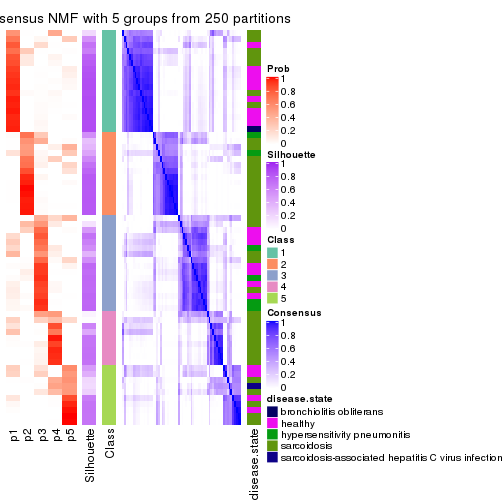 sensus NMF with 5 groups from 250 partitions
Prob
1
0.8
0.6
0.4
0.2
0
Silhouette
1
0.8
0.6
0.4
0.2
0
Class
1
2
3
4
5
Consensus
1
0.8
0.6
0.4
0.2
0
disease.state
bronchiolitis obliterans
healthy
hypersensitivity pneumonitis
sarcoidosis
sarcoidosis-associated hepatitis C virus infection
p1
p2
p3
p4
p5
Silhouette
Class
disease.state